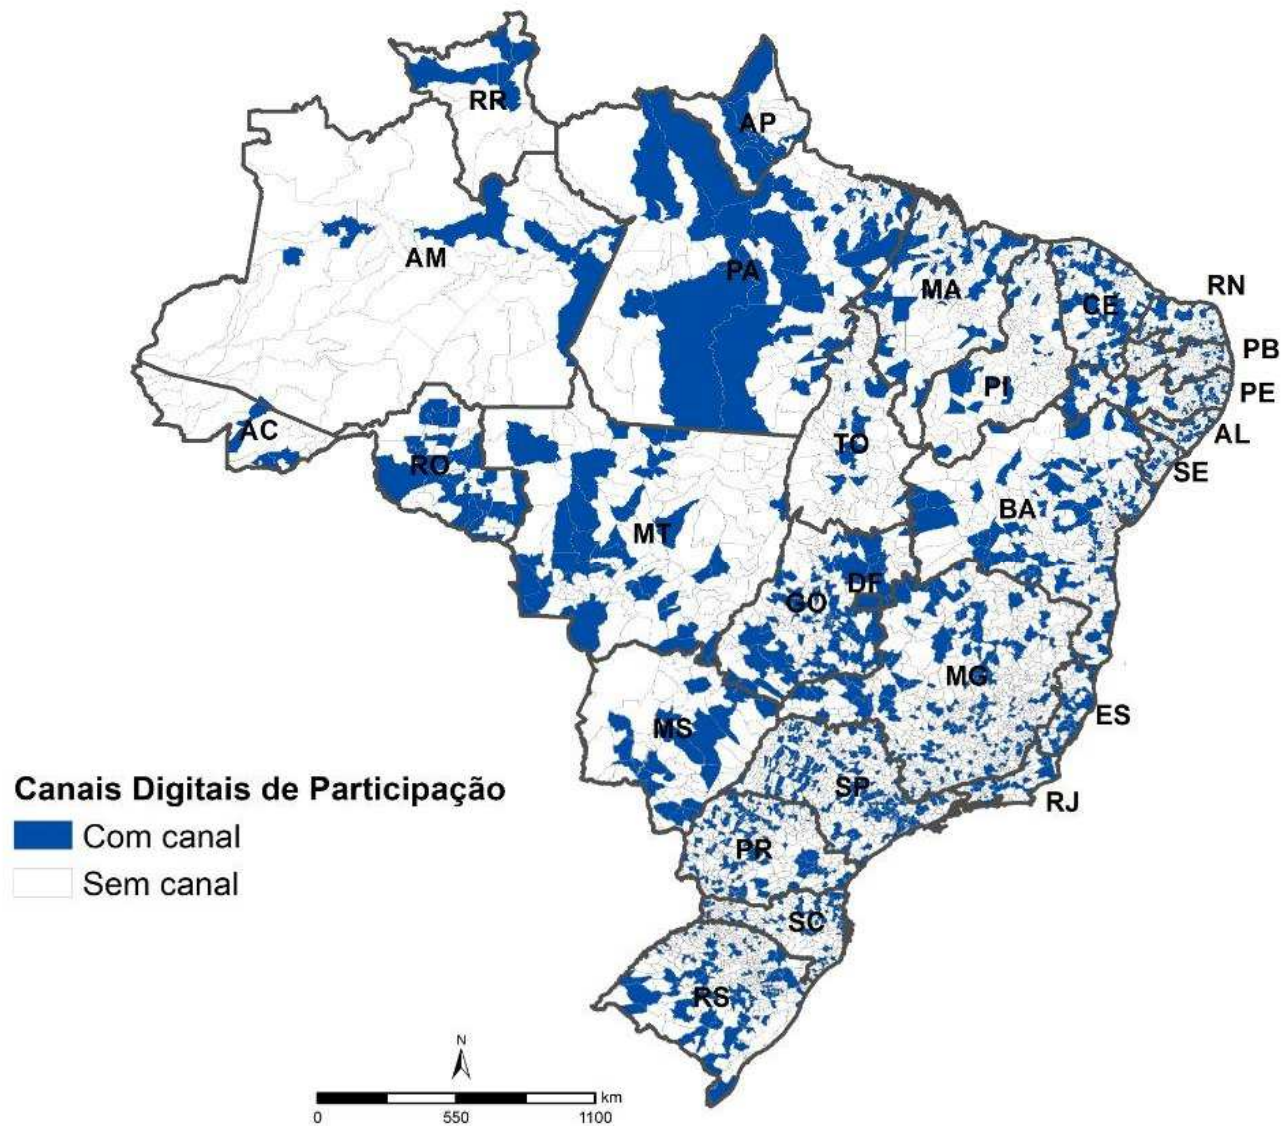 RR
AP
AM
PA
MA
CE
RN
PB
PI
PE
AC
AL
RO
TO
SE
BA
MT
DF
GO
MG
ES
MS
Canais Digitais de Participação
SP
RJ
Com canal
PR
Sem canal
SC
RS
N
km
0 550 1100